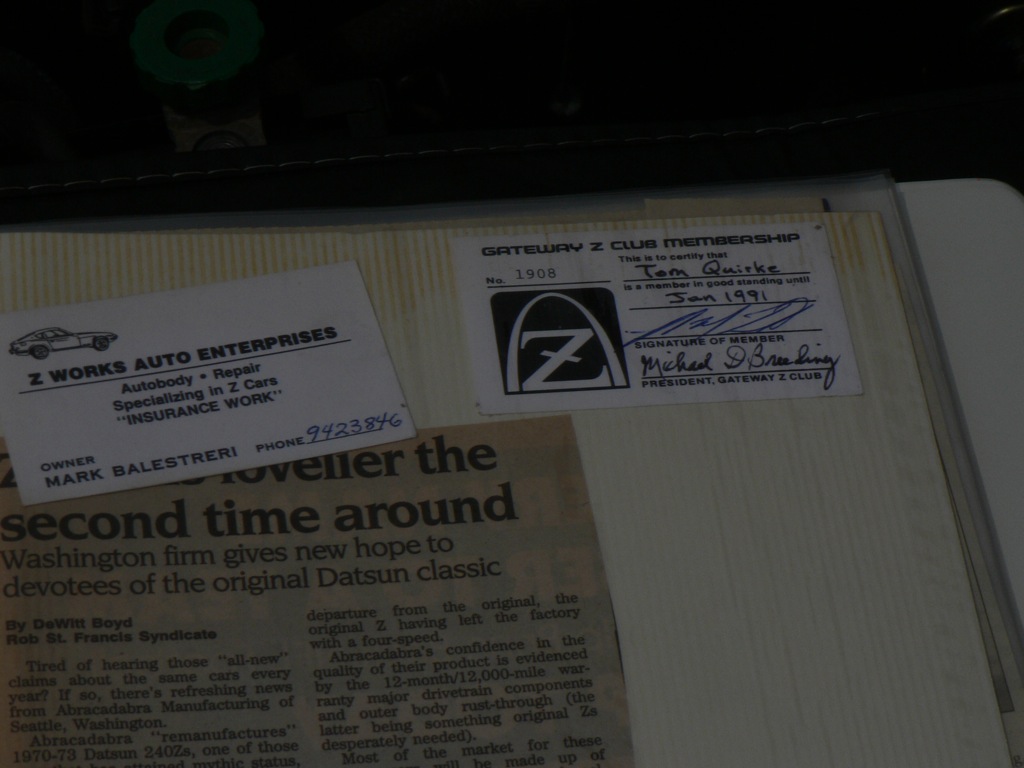 GATEWAY Z CLUB MEMBERSHIP
This is to certify that
No. 1908
Tom Quirke
is a member in good standing until
Jan 1991
Z
SIGNATURE OF MEMBER
Michael D Breeding
PRESIDENT, GATEWAY Z CLUB
Z WORKS AUTO ENTERPRISES
Autobody • Repair
Specializing in Z Cars
"INSURANCE WORK"
OWNER
MARK BALESTRERI PHONE 9423846
lovelier the
second time around
Washington firm gives new hope to
devotees of the original Datsun classic
By DeWitt Boyd
Rob St. Francis Syndicate
Tired of hearing those "all-new"
claims about the same cars every
year? If so, there's refreshing news
from Abracadabra Manufacturing of
Seattle, Washington.
Abracadabra "remanufactures"
1970-73 Datsun 240Zs, one of those
that has attained mythic status,
departure from the original, the
original Z having left the factory
with a four-speed.
Abracadabra's confidence in the
quality of their product is evidenced
by the 12-month/12,000-mile war-
ranty major drivetrain components
and outer body rust-through (the
latter being something original Zs
desperately needed).
Most of the market for these
will be made up of